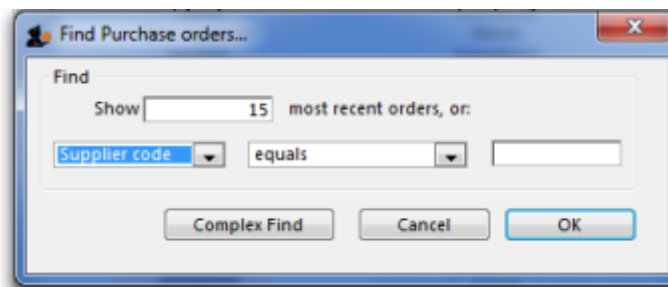 Find Purchase orders...
Find
Show 15 most recent orders, or:
Supplier code equals
Complex Find Cancel OK